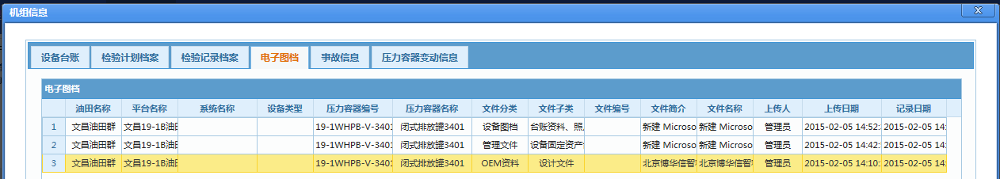 机组信息
设备台账 检验计划档案 检验记录档案 电子图档 事故信息 压力容器变动信息
电子图档
油田名称 平台名称 系统名称 设备类型 压力容器编号 压力容器名称 文件分类 文件子类 文件编号 文件简介 文件名称 上传人 上传日期 记录日期
1 文昌油田群 文昌19-1B油田 19-1WHPB-V-3401 闭式排放罐3401 设备图档 台账资料、照 新建 Microso 新建 Microso 管理员 2015-02-05 14:52: 2015-02-05 14:
2 文昌油田群 文昌19-1B油田 19-1WHPB-V-3401 闭式排放罐3401 管理文件 设备固定资产 新建 Microso 新建 Microso 管理员 2015-02-05 14:42: 2015-02-05 14:
3 文昌油田群 文昌19-1B油田 19-1WHPB-V-3401 闭式排放罐3401 OEM资料 设计文件 北京博华信智 北京博华信智 管理员 2015-02-05 14:10: 2015-02-05 14: